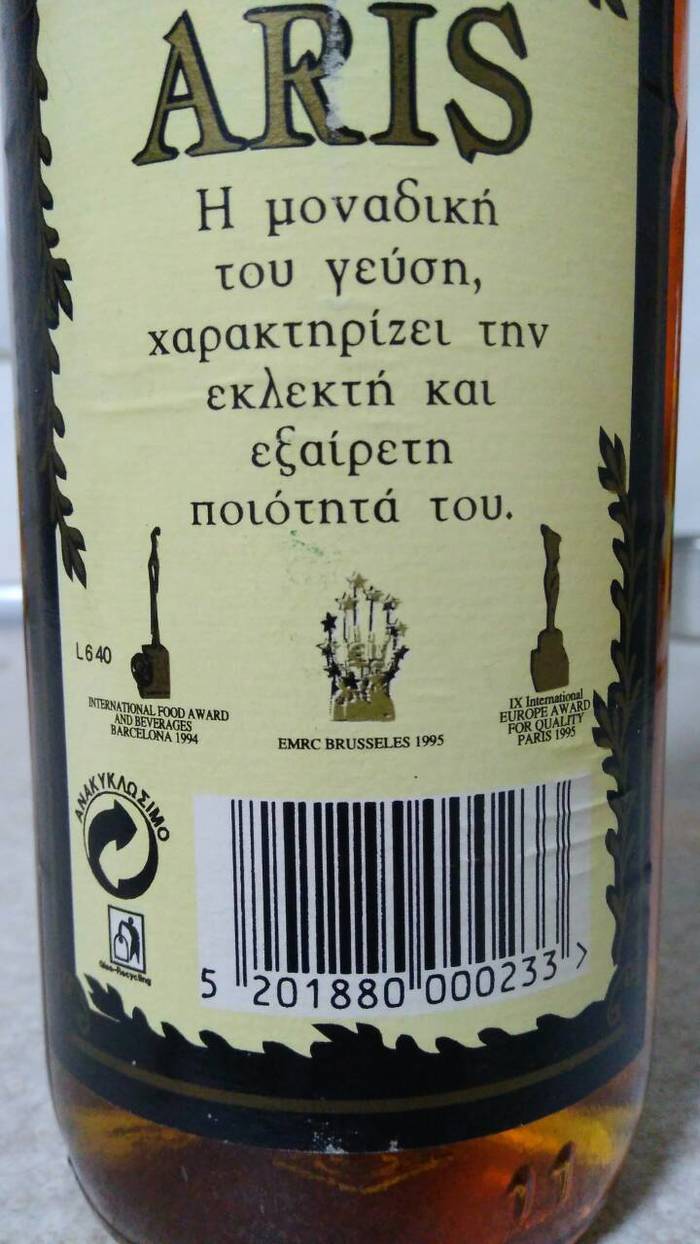 ARIS
Η μοναδική
του γεύση,
χαρακτηρίζει την
εκλεκτή και
εξαίρετη
ποιότητά του.
L640
INTERNATIONAL FOOD AWARD
AND BEVERAGES
BARCELONA 1994
EMRC BRUSSELES 1995
IX International
EUROPE AWARD
FOR QUALITY
PARIS 1995
ΑΝΑΚΥΚΛΩΣΙΜΟ
5 201880 000233 >